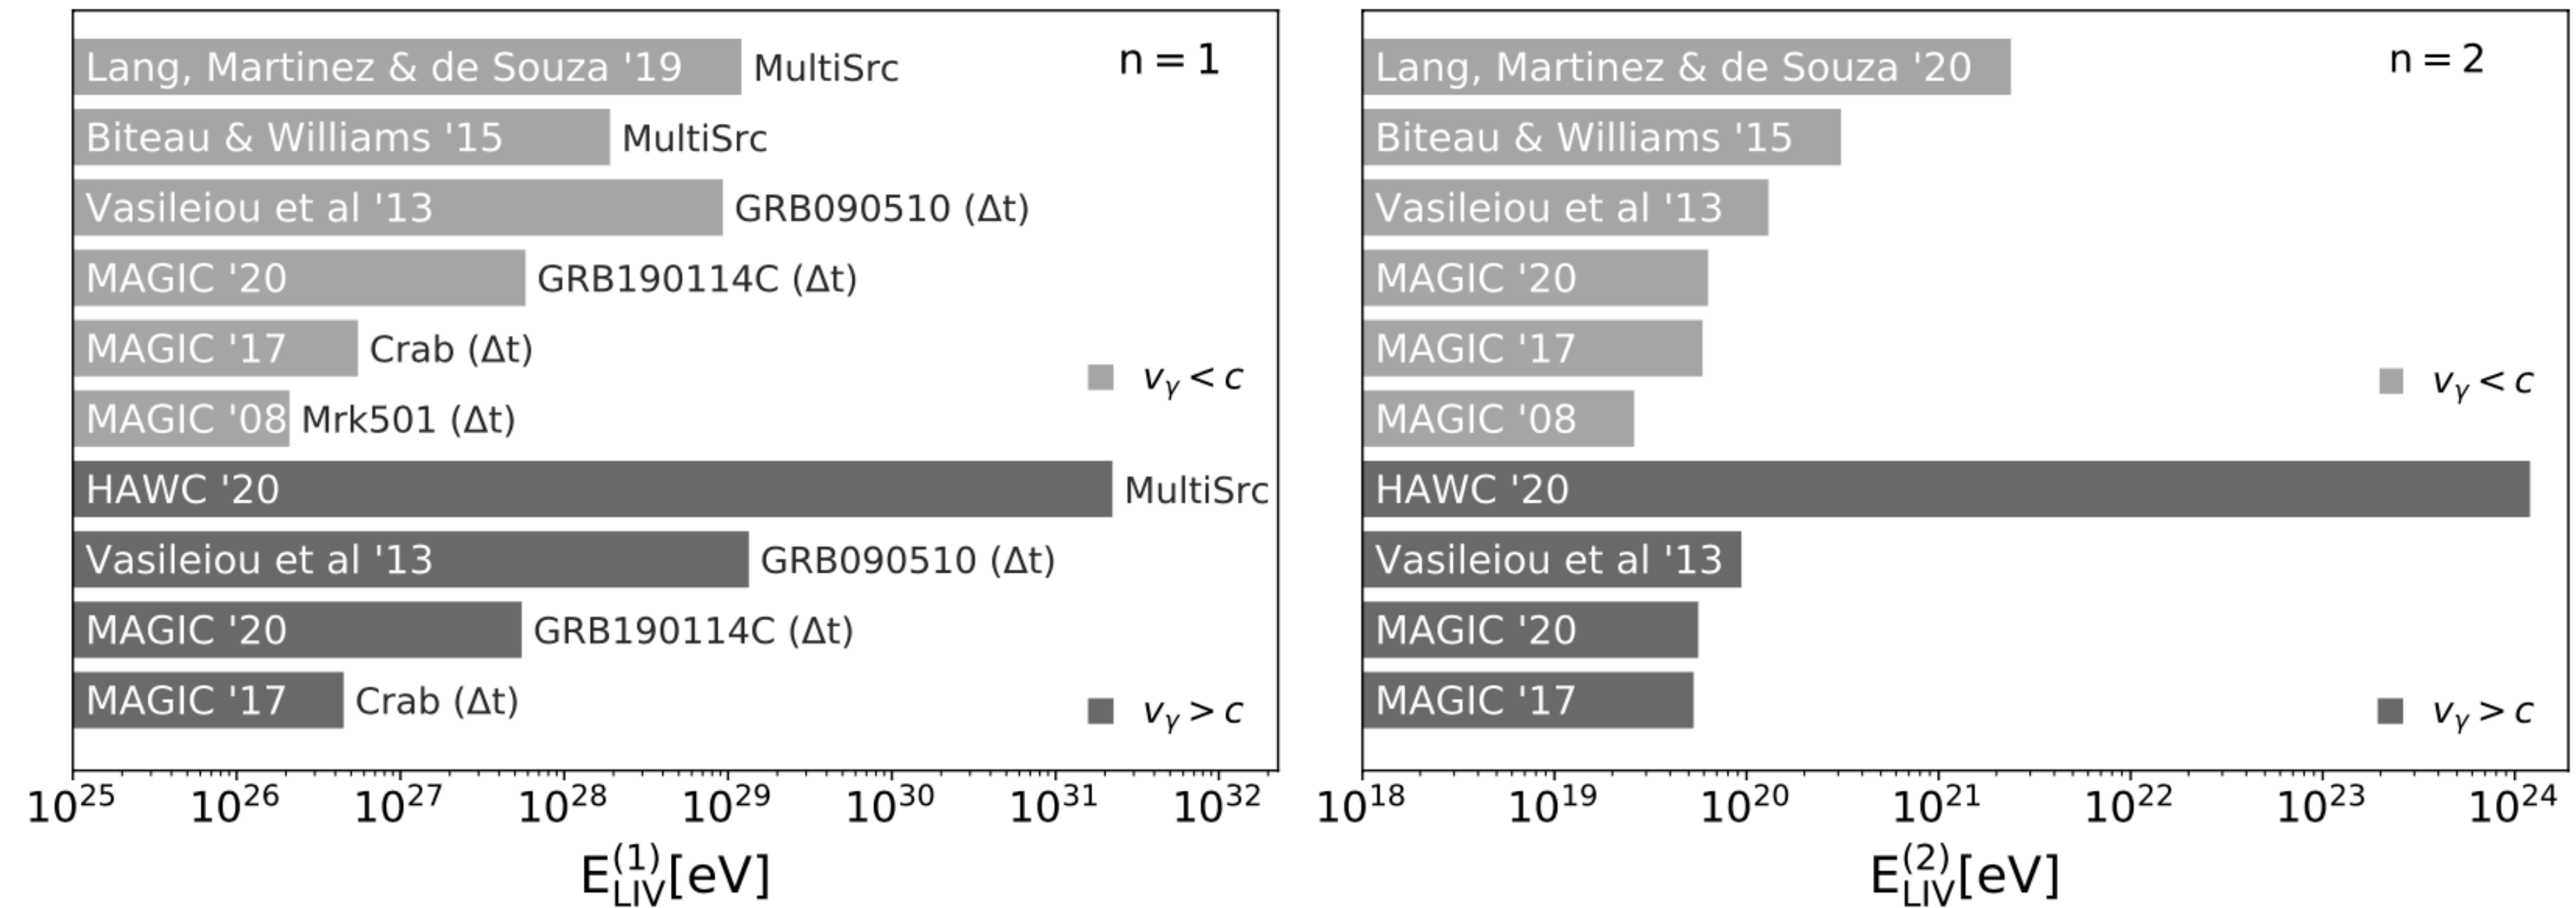 Lang, Martinez & de Souza '19 MultiSrc
n = 1
Biteau & Williams '15 MultiSrc
Vasileiou et al '13 GRB090510 (Δt)
MAGIC '20 GRB190114C (Δt)
MAGIC '17 Crab (Δt)
vγ < c
MAGIC '08 Mrk501 (Δt)
HAWC '20 MultiSrc
Vasileiou et al '13 GRB090510 (Δt)
MAGIC '20 GRB190114C (Δt)
MAGIC '17 Crab (Δt)
vγ > c
10^25 10^26 10^27 10^28 10^29 10^30 10^31 10^32
E_LIV^(1) [eV]
Lang, Martinez & de Souza '20
n = 2
Biteau & Williams '15
Vasileiou et al '13
MAGIC '20
MAGIC '17
vγ < c
MAGIC '08
HAWC '20
Vasileiou et al '13
MAGIC '20
MAGIC '17
vγ > c
10^18 10^19 10^20 10^21 10^22 10^23 10^24
E_LIV^(2) [eV]